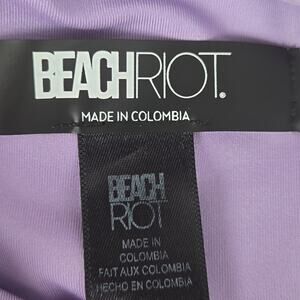 BEACHRIOT.
MADE IN COLOMBIA
BEACH
RIOT
MADE IN
COLOMBIA
FAIT AUX COLOMBIA
HECHO EN COLOMBIA